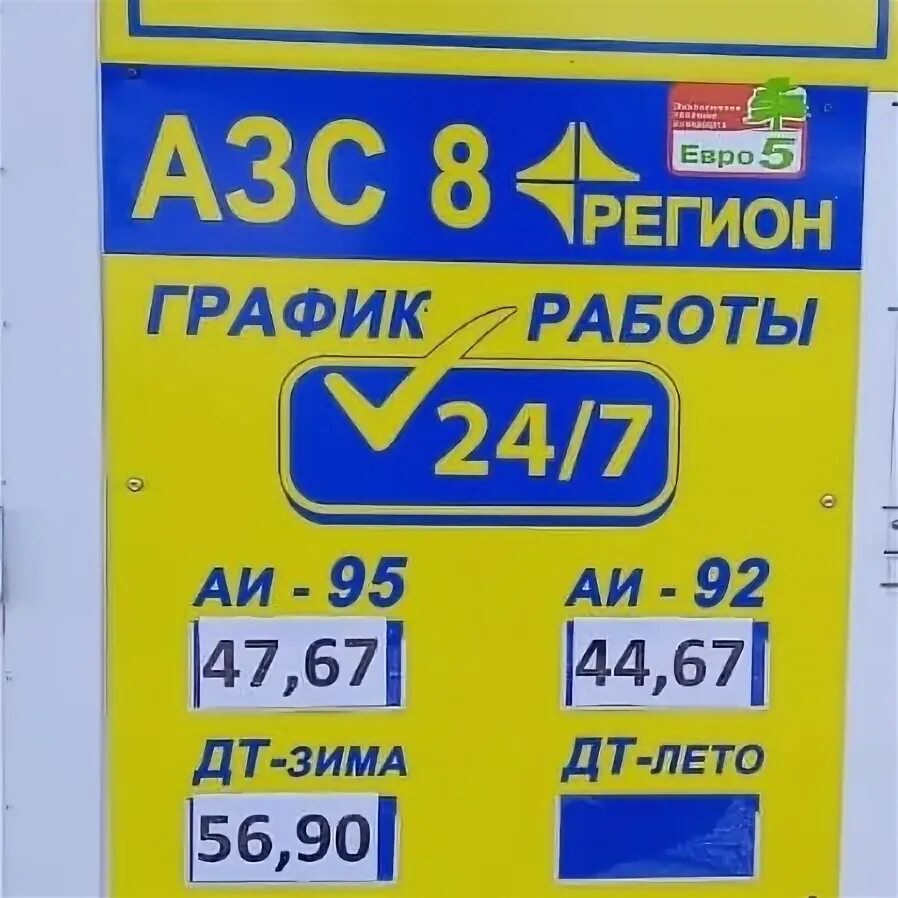 АЗС 8
РЕГИОН
Евро 5
ГРАФИК РАБОТЫ
24/7
АИ - 95 АИ - 92
47,67 44,67
ДТ-ЗИМА ДТ-ЛЕТО
56,90